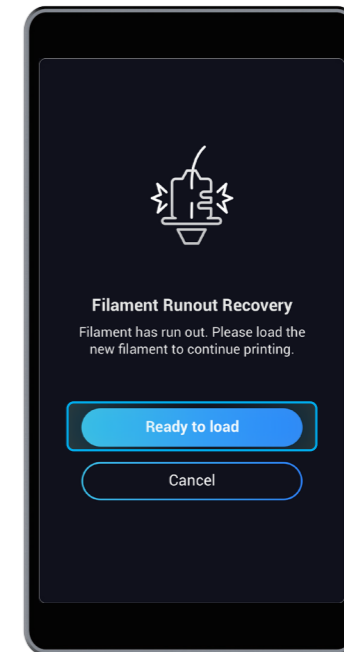 Filament Runout Recovery
Filament has run out. Please load the
new filament to continue printing.
Ready to load
Cancel